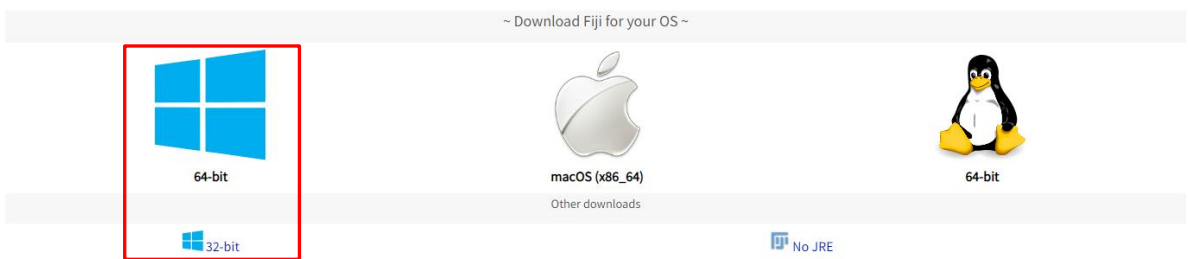 ~ Download Fiji for your OS ~
64-bit macOS (x86_64) 64-bit
Other downloads
32-bit No JRE